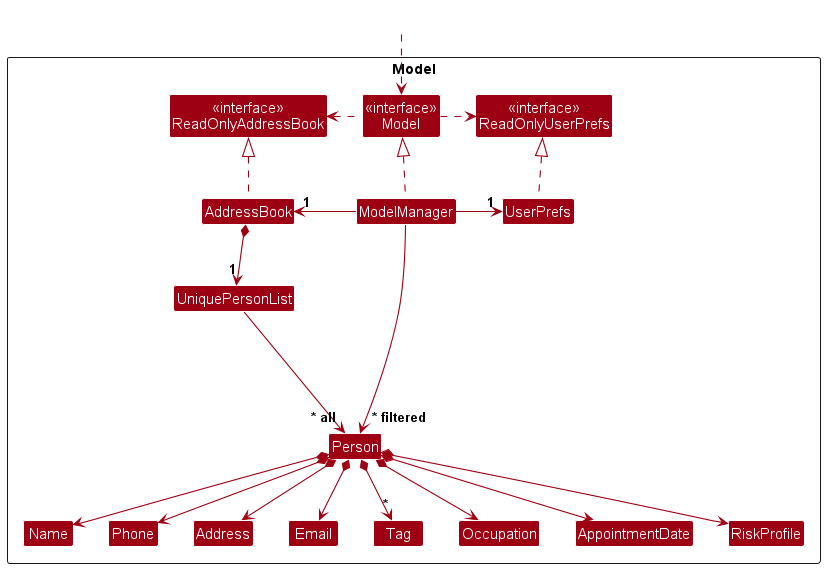 Model
«interface»
ReadOnlyAddressBook
«interface»
Model
«interface»
ReadOnlyUserPrefs
AddressBook
1
ModelManager
1
UserPrefs
1
UniquePersonList
* all
* filtered
Person
*
Name
Phone
Address
Email
Tag
Occupation
AppointmentDate
RiskProfile